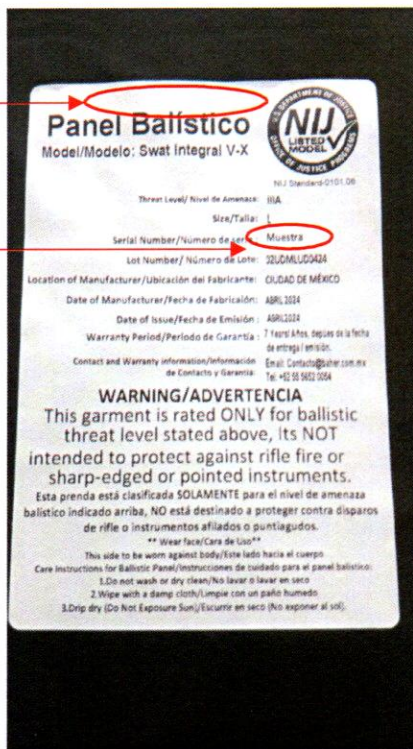 Panel Balístico
Model/Modelo: Swat Integral V-X
U.S. DEPARTMENT OF JUSTICE
NIJ
LISTED
MODEL
OFFICE OF JUSTICE PROGRAMS
NIJ Standard-0101.06
Threat Level/ Nivel de Amenaza: IIIA
Size/Talla: L
Serial Number/Número de serie: Muestra
Lot Number/ Número de Lote: 32UDMLUD0424
Location of Manufacturer/Ubicación del Fabricante: CIUDAD DE MÉXICO
Date of Manufacturer/Fecha de Fabricación: ABRIL 2024
Date of Issue/Fecha de Emisión: ABRIL2024
Warranty Period/Periodo de Garantía: 7 Years/ Años, depues de la fecha
de entrega / emisión.
Contact and Warranty information/Información
de Contacto y Garantía:
Email: Contacto@saher.com.mx
Tel: +52 55 5652 0054
WARNING/ADVERTENCIA
This garment is rated ONLY for ballistic
threat level stated above, Its NOT
intended to protect against rifle fire or
sharp-edged or pointed instruments.
Esta prenda está clasificada SOLAMENTE para el nivel de amenaza
balístico indicado arriba, NO está destinado a proteger contra disparos
de rifle o instrumentos afilados o puntiagudos.
** Wear face/Cara de Uso**
This side to be worn against body/Este lado hacia el cuerpo
Care Instructions for Ballistic Panel/Instrucciones de cuidado para el panel balístico:
1.Do not wash or dry clean/No lavar o lavar en seco
2.Wipe with a damp cloth/Limpie con un paño humedo
3.Drip dry (Do Not Exposure Sun)/Escurrir en seco (No exponer al sol).